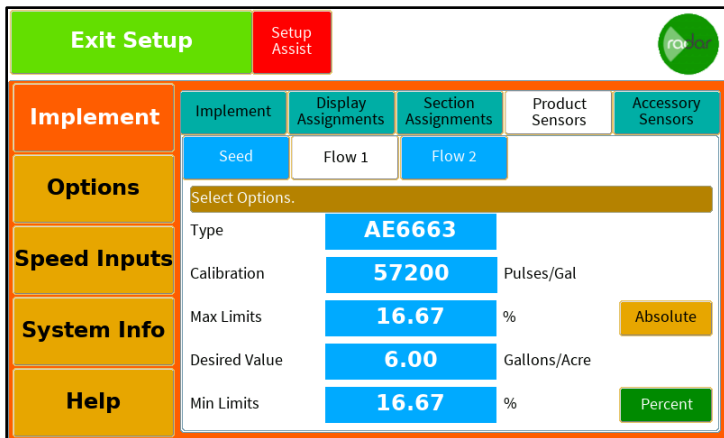 Exit Setup
Setup
Assist
radar
Implement
Options
Speed Inputs
System Info
Help
Implement
Display
Assignments
Section
Assignments
Product
Sensors
Accessory
Sensors
Seed
Flow 1
Flow 2
Select Options.
Type
AE6663
Calibration
57200
Pulses/Gal
Max Limits
16.67
%
Absolute
Desired Value
6.00
Gallons/Acre
Min Limits
16.67
%
Percent